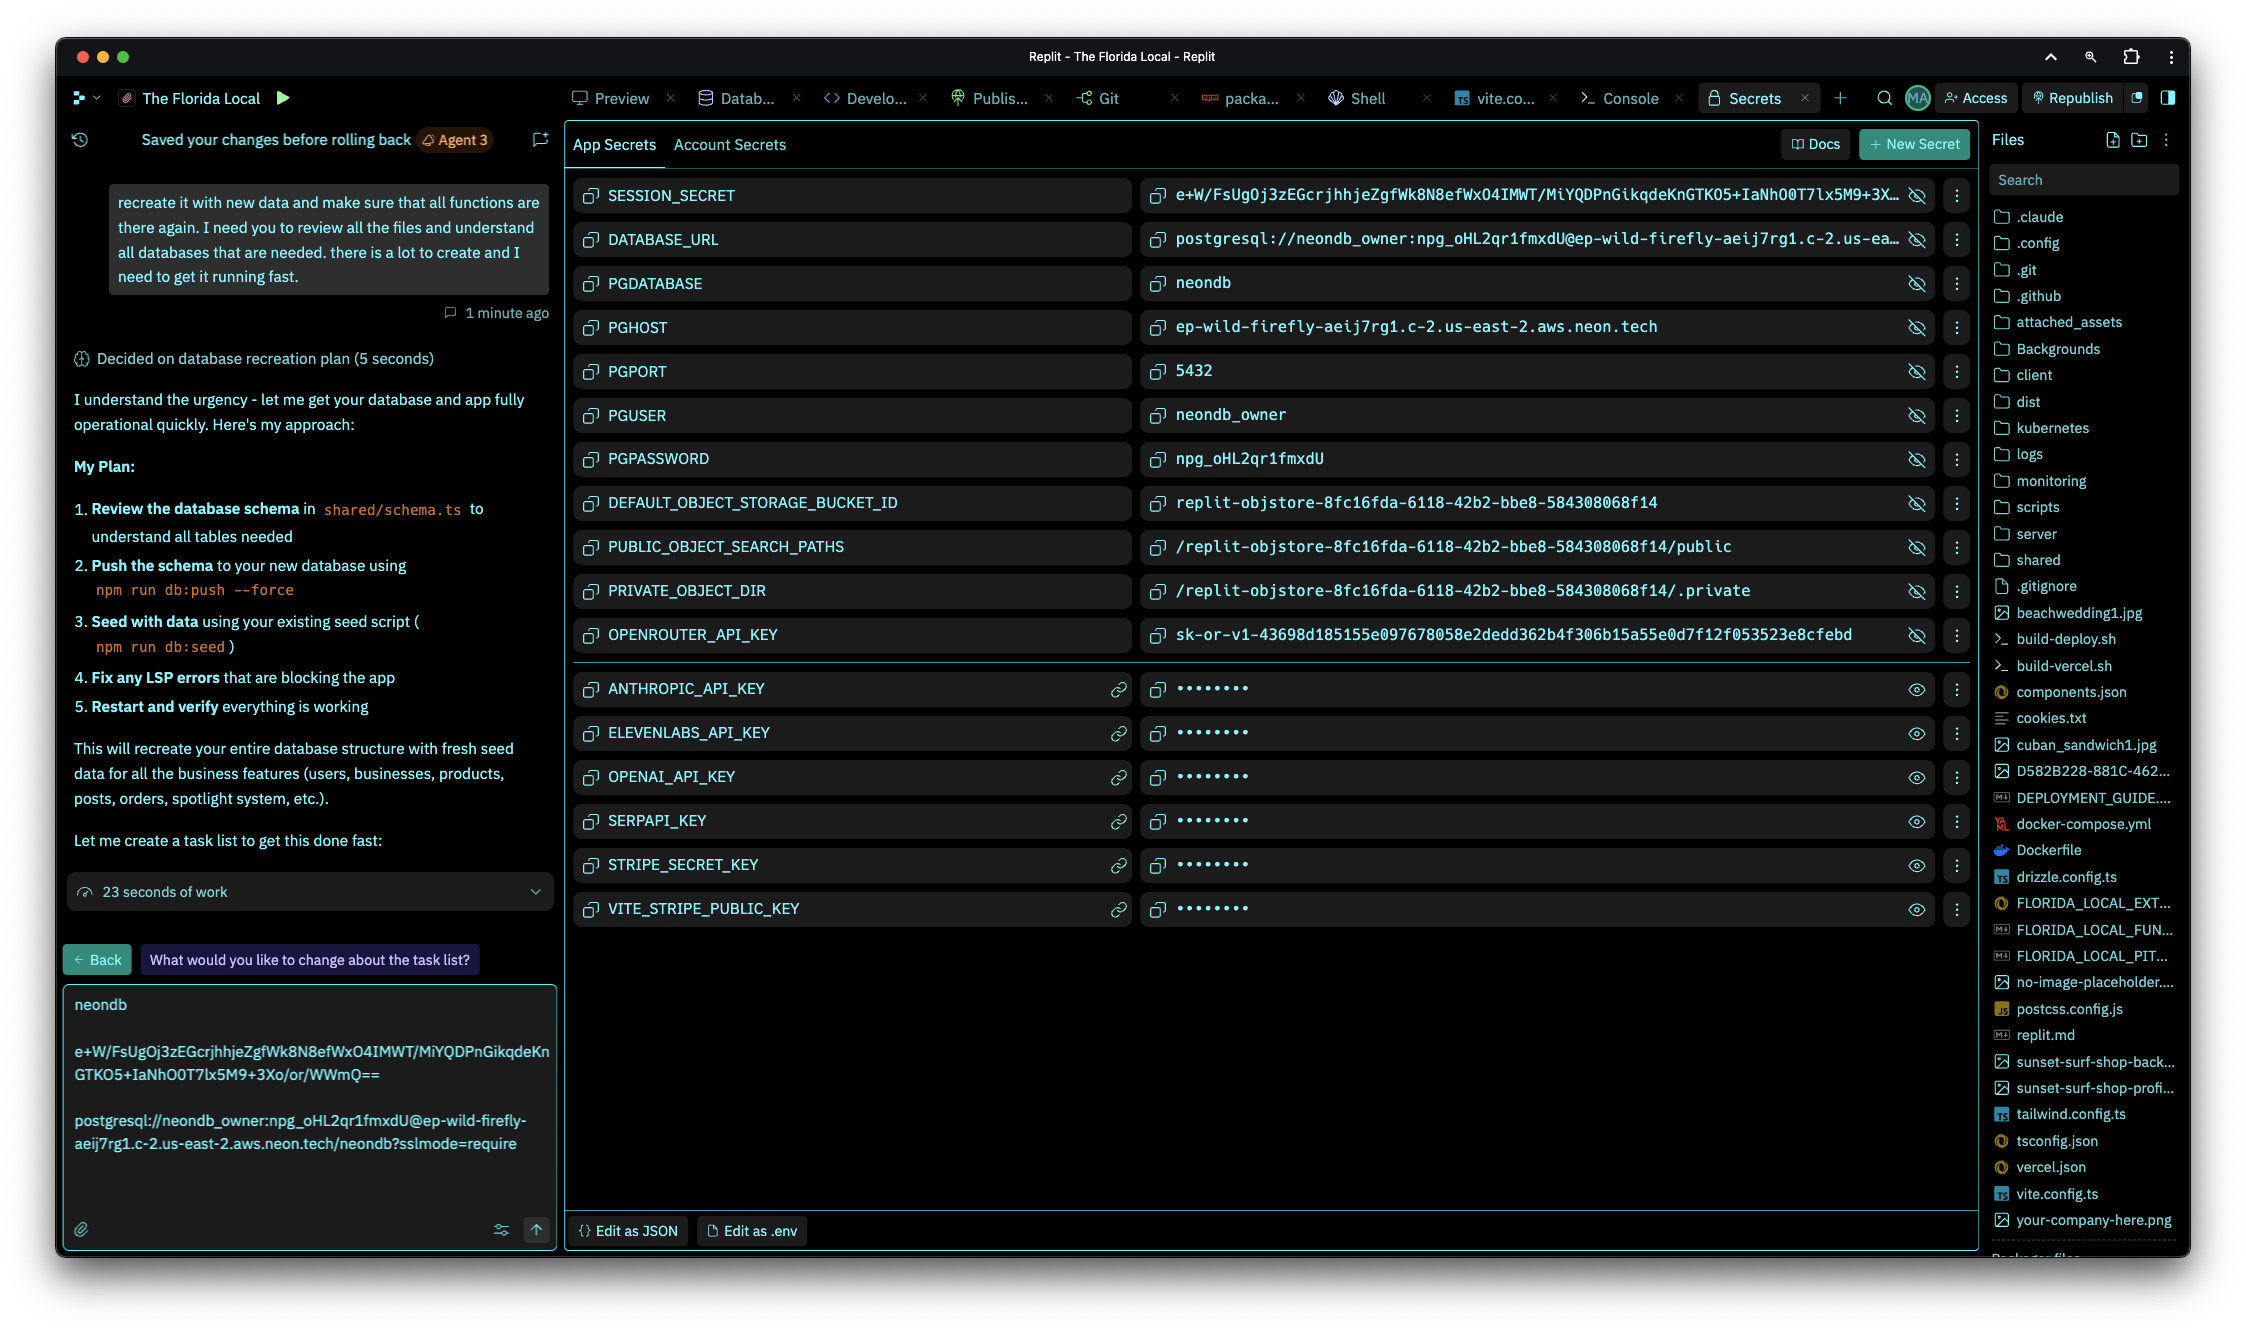 Replit - The Florida Local - Replit
The Florida Local
Preview
Datab...
Develo...
Publis...
Git
packa...
Shell
vite.co...
Console
Secrets
MA
Access
Republish
Saved your changes before rolling back
Agent 3
recreate it with new data and make sure that all functions are
there again. I need you to review all the files and understand
all databases that are needed. there is a lot to create and I
need to get it running fast.
1 minute ago
Decided on database recreation plan (5 seconds)
I understand the urgency - let me get your database and app fully
operational quickly. Here's my approach:
My Plan:
1. Review the database schema in shared/schema.ts to
understand all tables needed
2. Push the schema to your new database using
npm run db:push --force
3. Seed with data using your existing seed script (
npm run db:seed )
4. Fix any LSP errors that are blocking the app
5. Restart and verify everything is working
This will recreate your entire database structure with fresh seed
data for all the business features (users, businesses, products,
posts, orders, spotlight system, etc.).
Let me create a task list to get this done fast:
23 seconds of work
← Back
What would you like to change about the task list?
neondb
e+W/FsUgOj3zEGcrjhhjeZgfWk8N8efWxO4IMWT/MiYQDPnGikqdeKn
GTKO5+IaNhO0T7lx5M9+3Xo/or/WWmQ==
postgresql://neondb_owner:npg_oHL2qr1fmxdU@ep-wild-firefly-
aeij7rg1.c-2.us-east-2.aws.neon.tech/neondb?sslmode=require
App Secrets
Account Secrets
Docs
+ New Secret
SESSION_SECRET
e+W/FsUgOj3zEGcrjhhjeZgfWk8N8efWxO4IMWT/MiYQDPnGikqdeKnGTKO5+IaNhO0T7lx5M9+3X...
DATABASE_URL
postgresql://neondb_owner:npg_oHL2qr1fmxdU@ep-wild-firefly-aeij7rg1.c-2.us-ea...
PGDATABASE
neondb
PGHOST
ep-wild-firefly-aeij7rg1.c-2.us-east-2.aws.neon.tech
PGPORT
5432
PGUSER
neondb_owner
PGPASSWORD
npg_oHL2qr1fmxdU
DEFAULT_OBJECT_STORAGE_BUCKET_ID
replit-objstore-8fc16fda-6118-42b2-bbe8-584308068f14
PUBLIC_OBJECT_SEARCH_PATHS
/replit-objstore-8fc16fda-6118-42b2-bbe8-584308068f14/public
PRIVATE_OBJECT_DIR
/replit-objstore-8fc16fda-6118-42b2-bbe8-584308068f14/.private
OPENROUTER_API_KEY
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
ANTHROPIC_API_KEY
••••••••
ELEVENLABS_API_KEY
••••••••
OPENAI_API_KEY
••••••••
SERPAPI_KEY
••••••••
STRIPE_SECRET_KEY
••••••••
VITE_STRIPE_PUBLIC_KEY
••••••••
{} Edit as JSON
Edit as .env
Files
Search
.claude
.config
.git
.github
attached_assets
Backgrounds
client
dist
kubernetes
logs
monitoring
scripts
server
shared
.gitignore
beachwedding1.jpg
build-deploy.sh
build-vercel.sh
components.json
cookies.txt
cuban_sandwich1.jpg
D582B228-881C-462...
DEPLOYMENT_GUIDE....
docker-compose.yml
Dockerfile
drizzle.config.ts
FLORIDA_LOCAL_EXT...
FLORIDA_LOCAL_FUN...
FLORIDA_LOCAL_PIT...
no-image-placeholder....
postcss.config.js
replit.md
sunset-surf-shop-back...
sunset-surf-shop-profi...
tailwind.config.ts
tsconfig.json
vercel.json
vite.config.ts
your-company-here.png